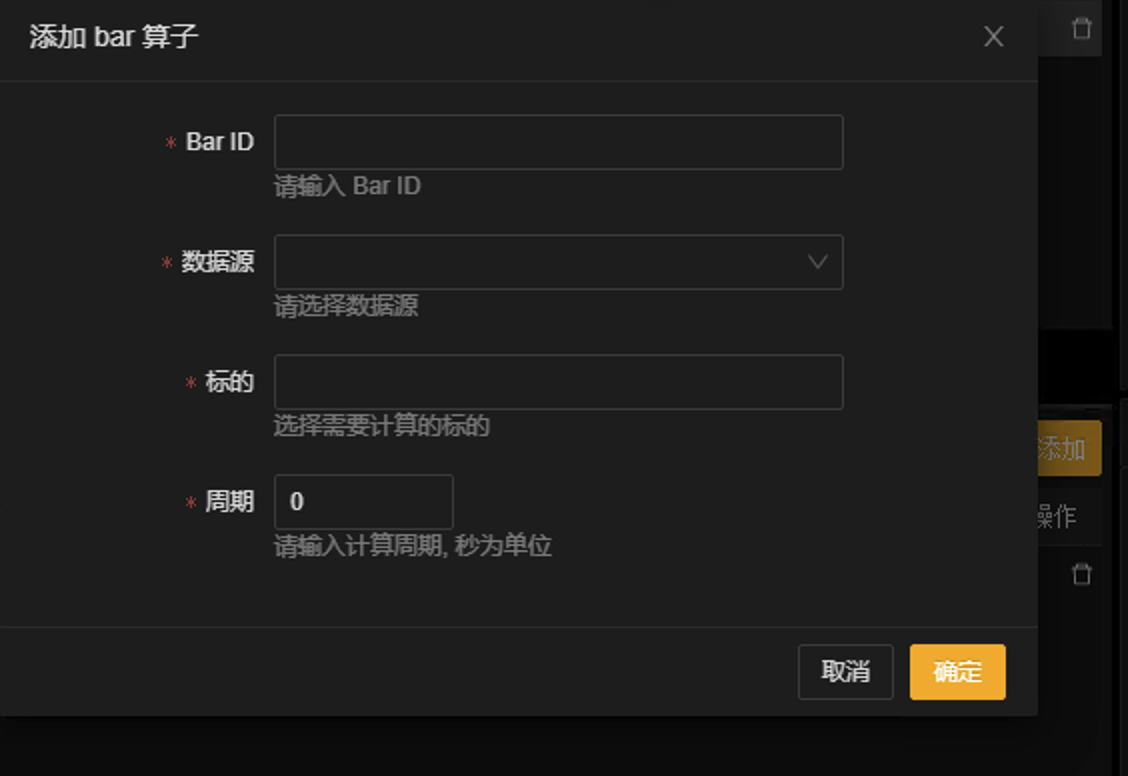 添加 bar 算子
* Bar ID
请输入 Bar ID
* 数据源
请选择数据源
* 标的
选择需要计算的标的
添加
* 周期
0
操作
请输入计算周期, 秒为单位
取消
确定